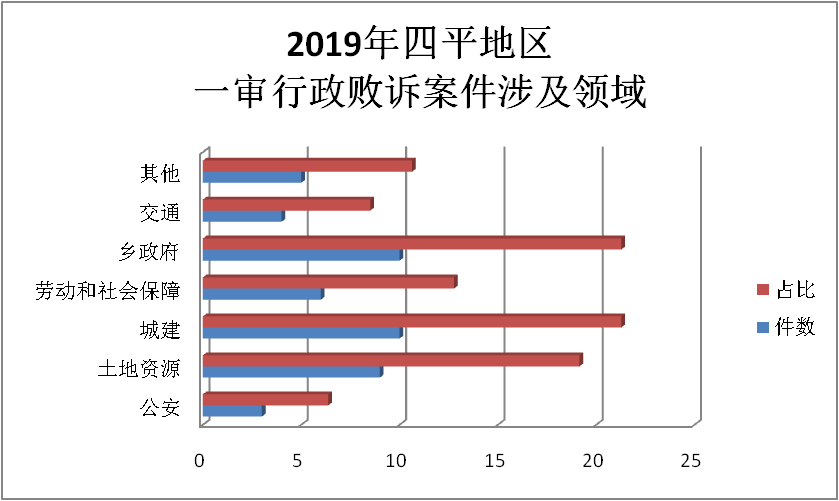 2019年四平地区
一审行政败诉案件涉及领域
其他
交通
乡政府
劳动和社会保障
城建
土地资源
公安
占比
件数
0 5 10 15 20 25